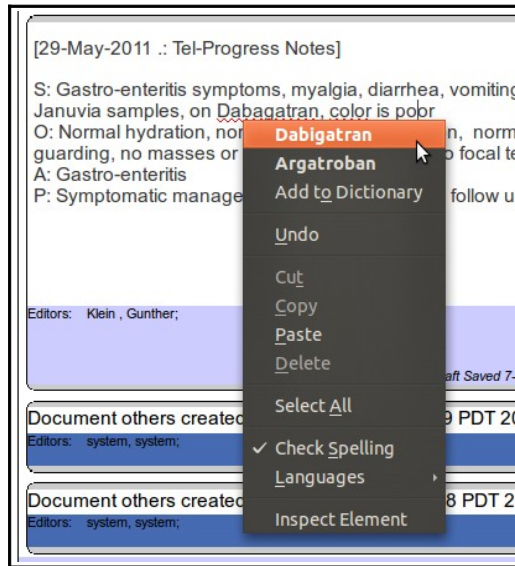 [29-May-2011 .: Tel-Progress Notes]
S: Gastro-enteritis symptoms, myalgia, diarrhea, vomiting
Januvia samples, on Dabagatran, color is poor
O: Normal hydration, nor n, norm
guarding, no masses or o focal te
A: Gastro-enteritis
P: Symptomatic manage follow u
Dabigatran
Argatroban
Add to Dictionary
Undo
Cut
Copy
Paste
Delete
Select All
Check Spelling
Languages
Inspect Element
Editors: Klein , Gunther;
aft Saved 7-
Document others created 9 PDT 20
Editors: system, system;
Document others created 8 PDT 2
Editors: system, system;